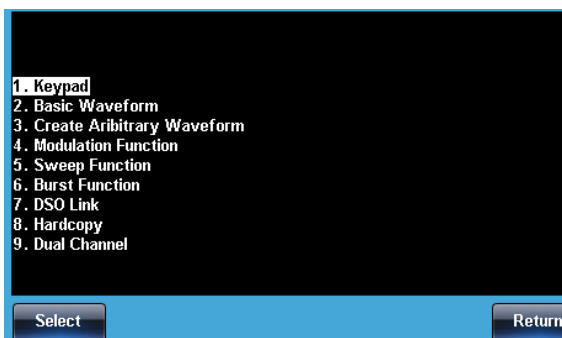 1. Keypad
2. Basic Waveform
3. Create Aribitrary Waveform
4. Modulation Function
5. Sweep Function
6. Burst Function
7. DSO Link
8. Hardcopy
9. Dual Channel
Select
Return